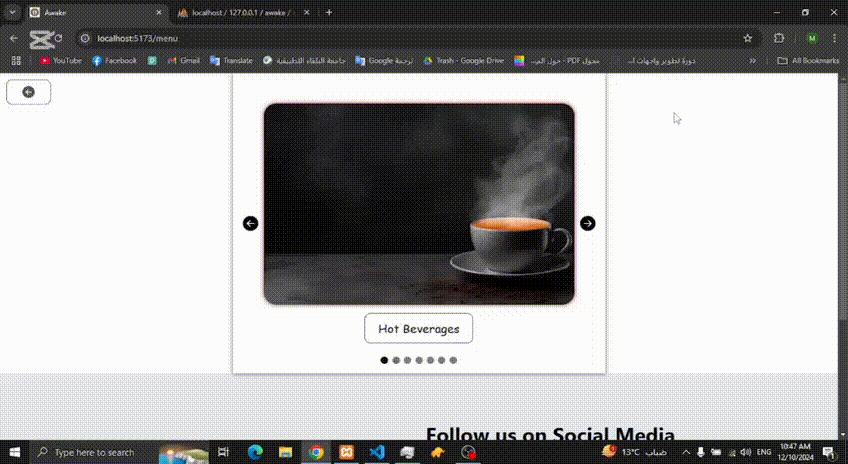 Awake
localhost / 127.0.0.1 / awake /
localhost:5173/menu
M
YouTube
Facebook
Gmail
Translate
جامعة البلقاء التطبيقية
ترجمة Google
Trash - Google Drive
محول PDF - حول الم...
دورة تطوير واجهات ا...
All Bookmarks
Hot Beverages
Follow us on Social Media
Type here to search
13°C ضباب
ENG
10:47 AM
12/10/2024